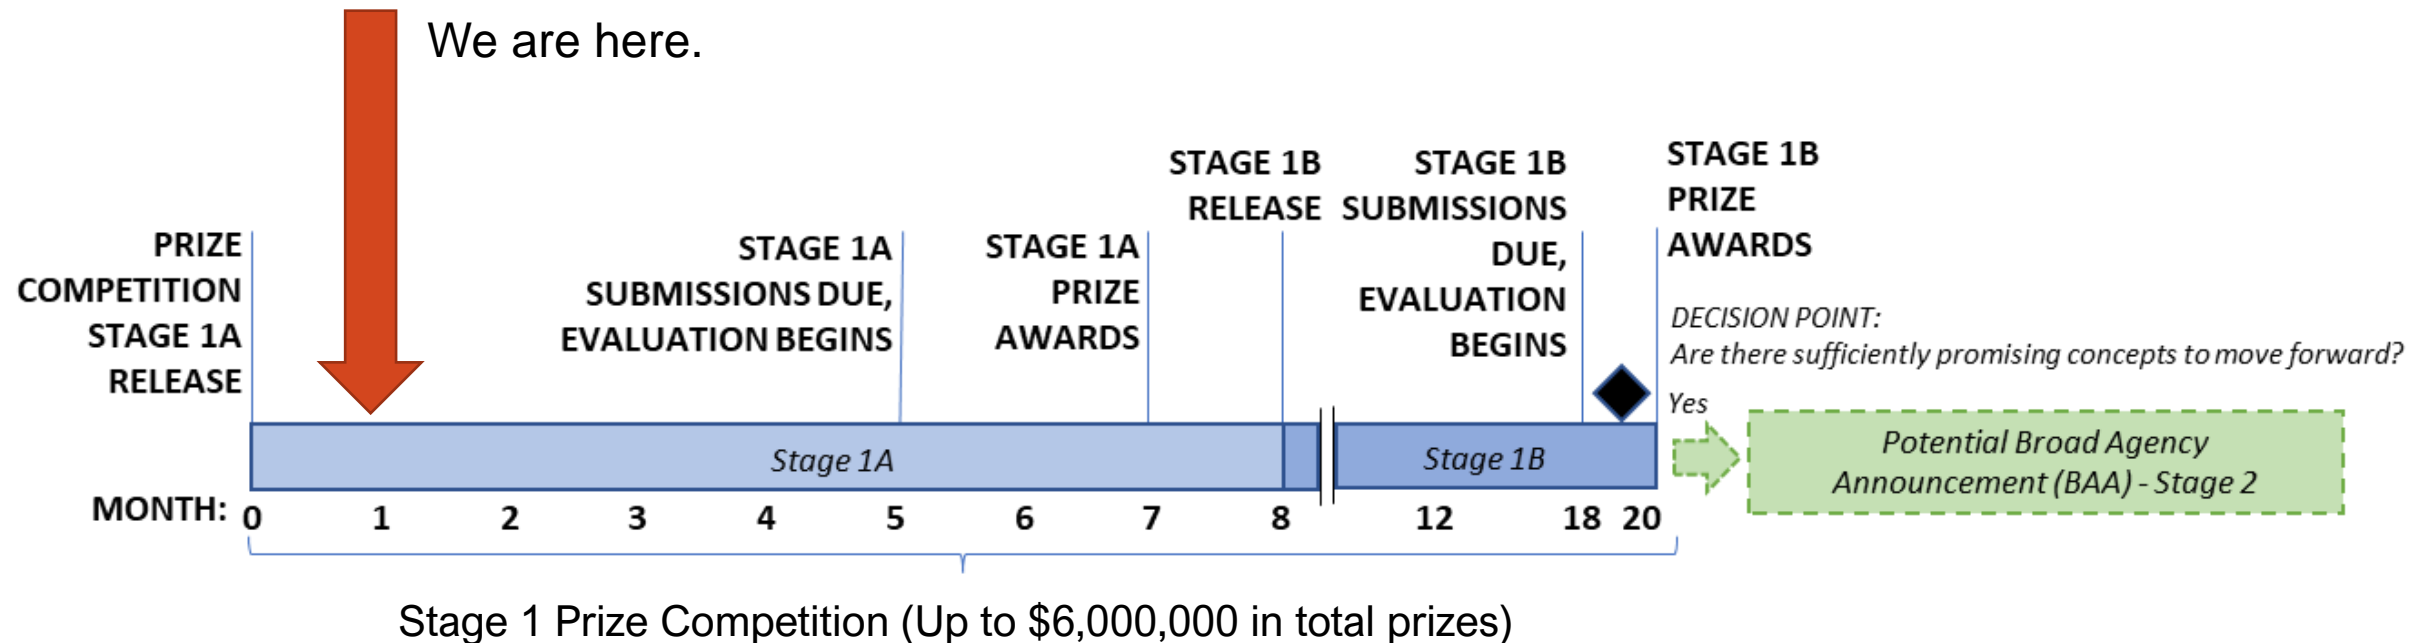 We are here.
PRIZE
COMPETITION
STAGE 1A
RELEASE
STAGE 1A
SUBMISSIONS DUE,
EVALUATION BEGINS
STAGE 1A
PRIZE
AWARDS
STAGE 1B
RELEASE
STAGE 1B
SUBMISSIONS
DUE,
EVALUATION
BEGINS
STAGE 1B
PRIZE
AWARDS
DECISION POINT:
Are there sufficiently promising concepts to move forward?
Yes
Stage 1A
Stage 1B
Potential Broad Agency
Announcement (BAA) - Stage 2
MONTH: 0 1 2 3 4 5 6 7 8 12 18 20
Stage 1 Prize Competition (Up to $6,000,000 in total prizes)